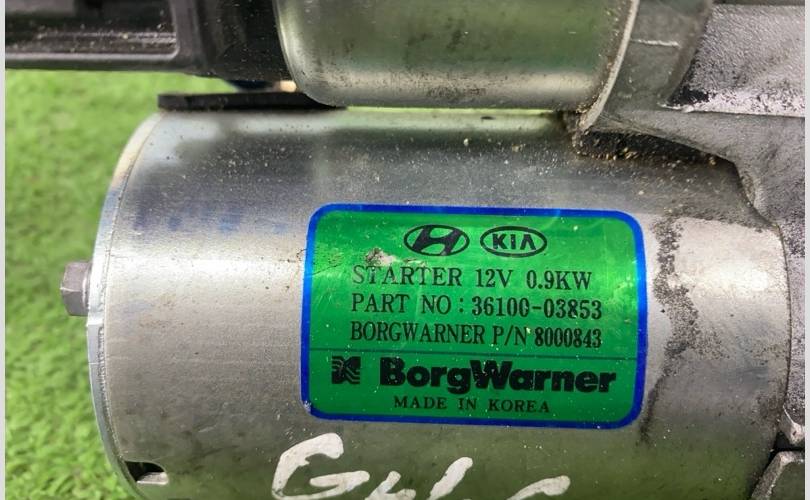 KIA
STARTER 12V 0.9KW
PART NO : 36100-03853
BORGWARNER P/N 8000843
BorgWarner
MADE IN KOREA